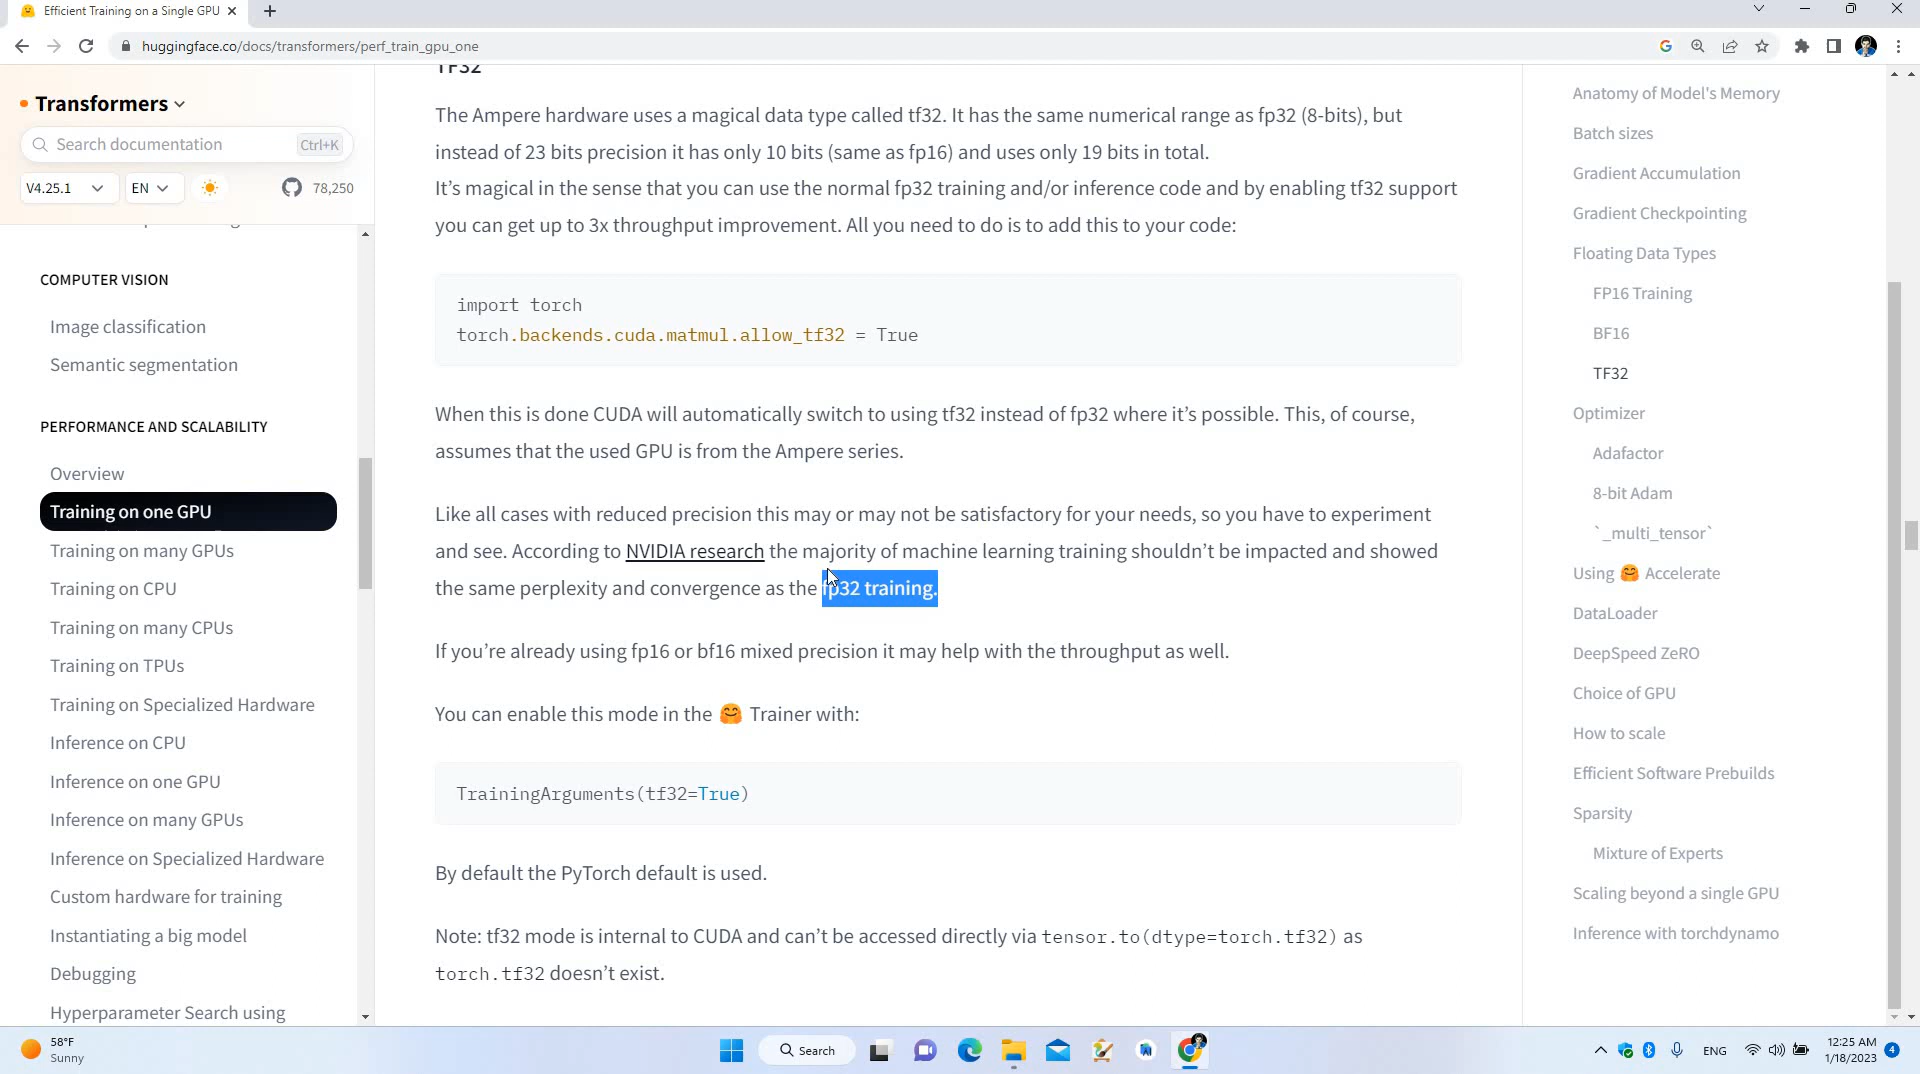 Efficient Training on a Single GPU
huggingface.co/docs/transformers/perf_train_gpu_one
Transformers
Search documentation Ctrl+K
V4.25.1 EN 78,250
COMPUTER VISION
Image classification
Semantic segmentation
PERFORMANCE AND SCALABILITY
Overview
Training on one GPU
Training on many GPUs
Training on CPU
Training on many CPUs
Training on TPUs
Training on Specialized Hardware
Inference on CPU
Inference on one GPU
Inference on many GPUs
Inference on Specialized Hardware
Custom hardware for training
Instantiating a big model
Debugging
Hyperparameter Search using
TF32
The Ampere hardware uses a magical data type called tf32. It has the same numerical range as fp32 (8-bits), but
instead of 23 bits precision it has only 10 bits (same as fp16) and uses only 19 bits in total.
It’s magical in the sense that you can use the normal fp32 training and/or inference code and by enabling tf32 support
you can get up to 3x throughput improvement. All you need to do is to add this to your code:
import torch
torch.backends.cuda.matmul.allow_tf32 = True
When this is done CUDA will automatically switch to using tf32 instead of fp32 where it’s possible. This, of course,
assumes that the used GPU is from the Ampere series.
Like all cases with reduced precision this may or may not be satisfactory for your needs, so you have to experiment
and see. According to NVIDIA research the majority of machine learning training shouldn’t be impacted and showed
the same perplexity and convergence as the fp32 training.
If you’re already using fp16 or bf16 mixed precision it may help with the throughput as well.
You can enable this mode in the 🤗 Trainer with:
TrainingArguments(tf32=True)
By default the PyTorch default is used.
Note: tf32 mode is internal to CUDA and can’t be accessed directly via tensor.to(dtype=torch.tf32) as
torch.tf32 doesn’t exist.
Anatomy of Model's Memory
Batch sizes
Gradient Accumulation
Gradient Checkpointing
Floating Data Types
FP16 Training
BF16
TF32
Optimizer
Adafactor
8-bit Adam
`_multi_tensor`
Using 🤗 Accelerate
DataLoader
DeepSpeed ZeRO
Choice of GPU
How to scale
Efficient Software Prebuilds
Sparsity
Mixture of Experts
Scaling beyond a single GPU
Inference with torchdynamo
58°F
Sunny
Search
ENG
12:25 AM
1/18/2023
4